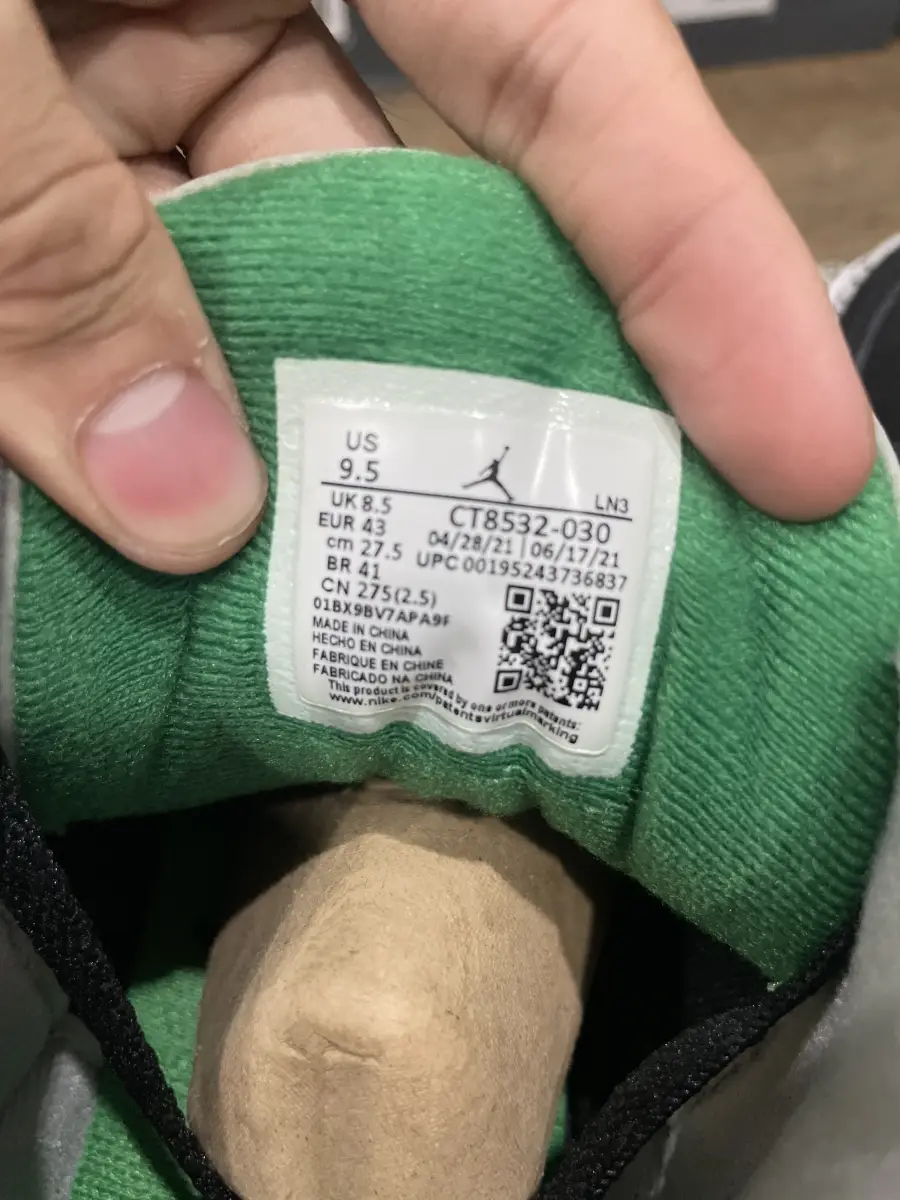 US
9.5
LN3
UK 8.5
CT8532-030
EUR 43
04/28/21 | 06/17/21
cm 27.5
UPC 00195243736837
BR 41
CN 275(2.5)
01BX9BV7APA9F
MADE IN CHINA
HECHO EN CHINA
FABRIQUE EN CHINE
FABRICADO NA CHINA
This product is covered by one or more patents:
www.nike.com/patentsvirtualmarking